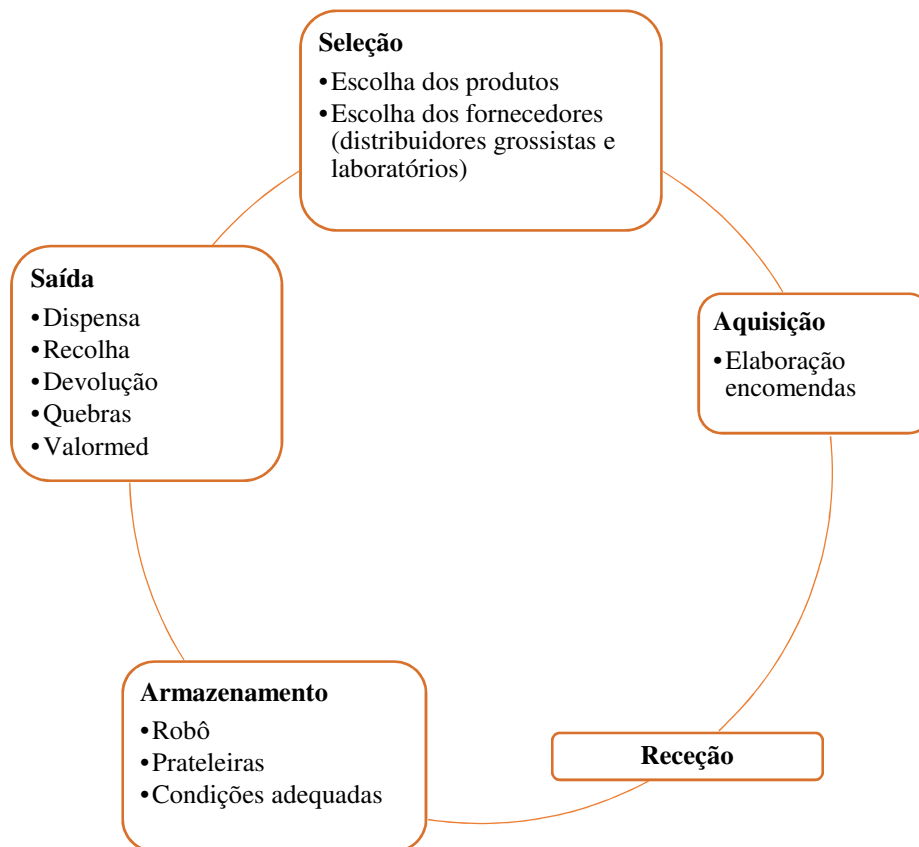 Seleção
•Escolha dos produtos
•Escolha dos fornecedores
(distribuidores grossistas e
laboratórios)
Aquisição
•Elaboração
encomendas
Receção
Armazenamento
•Robô
•Prateleiras
•Condições adequadas
Saída
•Dispensa
•Recolha
•Devolução
•Quebras
•Valormed